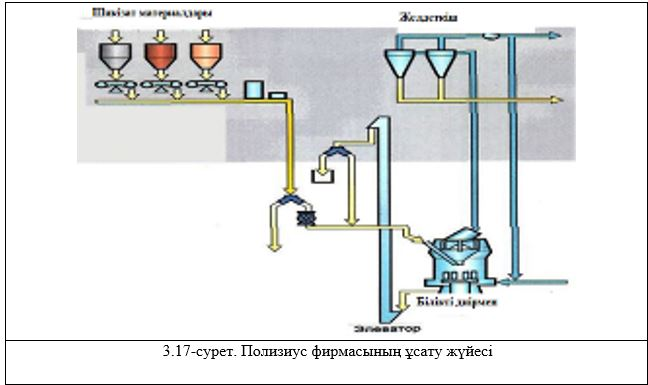 Шикізат материалдары
Желдеткіш
Білікті диірмен
Элеватор
3.17-сурет. Полизиус фирмасының ұсату жүйесі